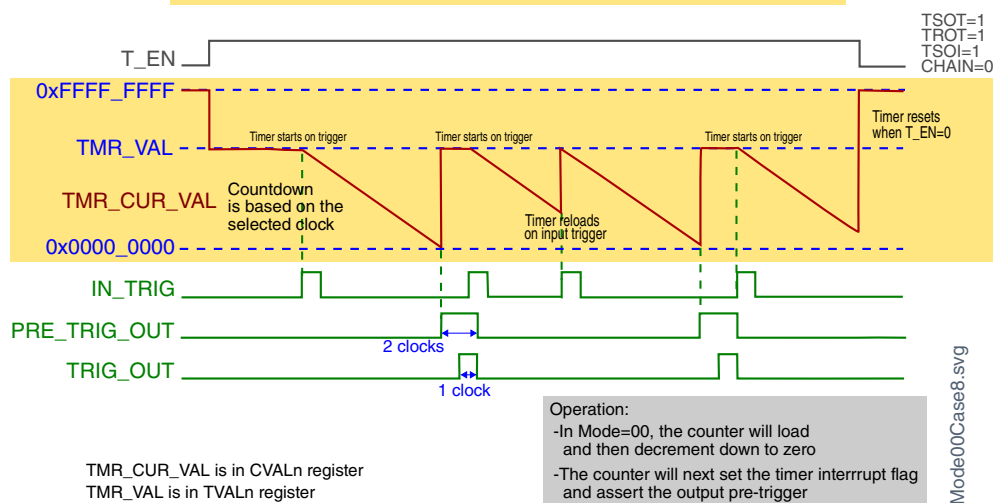 TSOT=1
TROT=1
TSOI=1
CHAIN=0
T_EN
0xFFFF_FFFF
Timer resets
when T_EN=0
Timer starts on trigger
Timer starts on trigger
Timer starts on trigger
TMR_VAL
TMR_CUR_VAL
Countdown
is based on the
selected clock
Timer reloads
on input trigger
0x0000_0000
IN_TRIG
PRE_TRIG_OUT
2 clocks
TRIG_OUT
1 clock
Mode00Case8.svg
Operation:
-In Mode=00, the counter will load
and then decrement down to zero
-The counter will next set the timer interrrupt flag
and assert the output pre-trigger
TMR_CUR_VAL is in CVALn register
TMR_VAL is in TVALn register